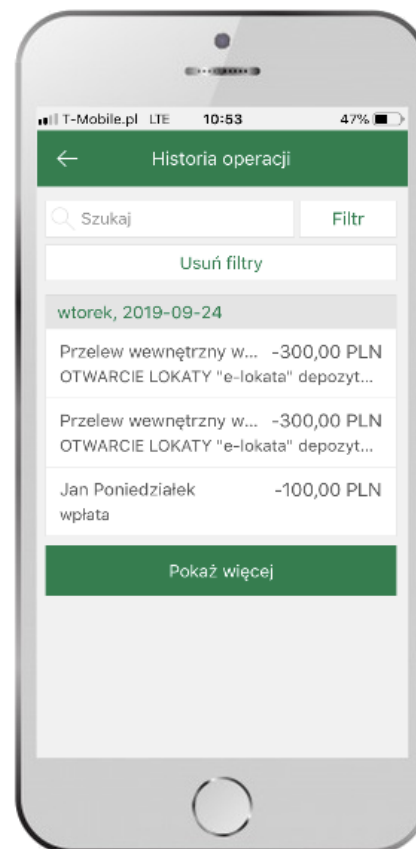 T-Mobile.pl LTE 10:53 47%
Historia operacji
Szukaj Filtr
Usuń filtry
wtorek, 2019-09-24
Przelew wewnętrzny w... -300,00 PLN
OTWARCIE LOKATY "e-lokata" depozyt...
Przelew wewnętrzny w... -300,00 PLN
OTWARCIE LOKATY "e-lokata" depozyt...
Jan Poniedziałek -100,00 PLN
wpłata
Pokaż więcej